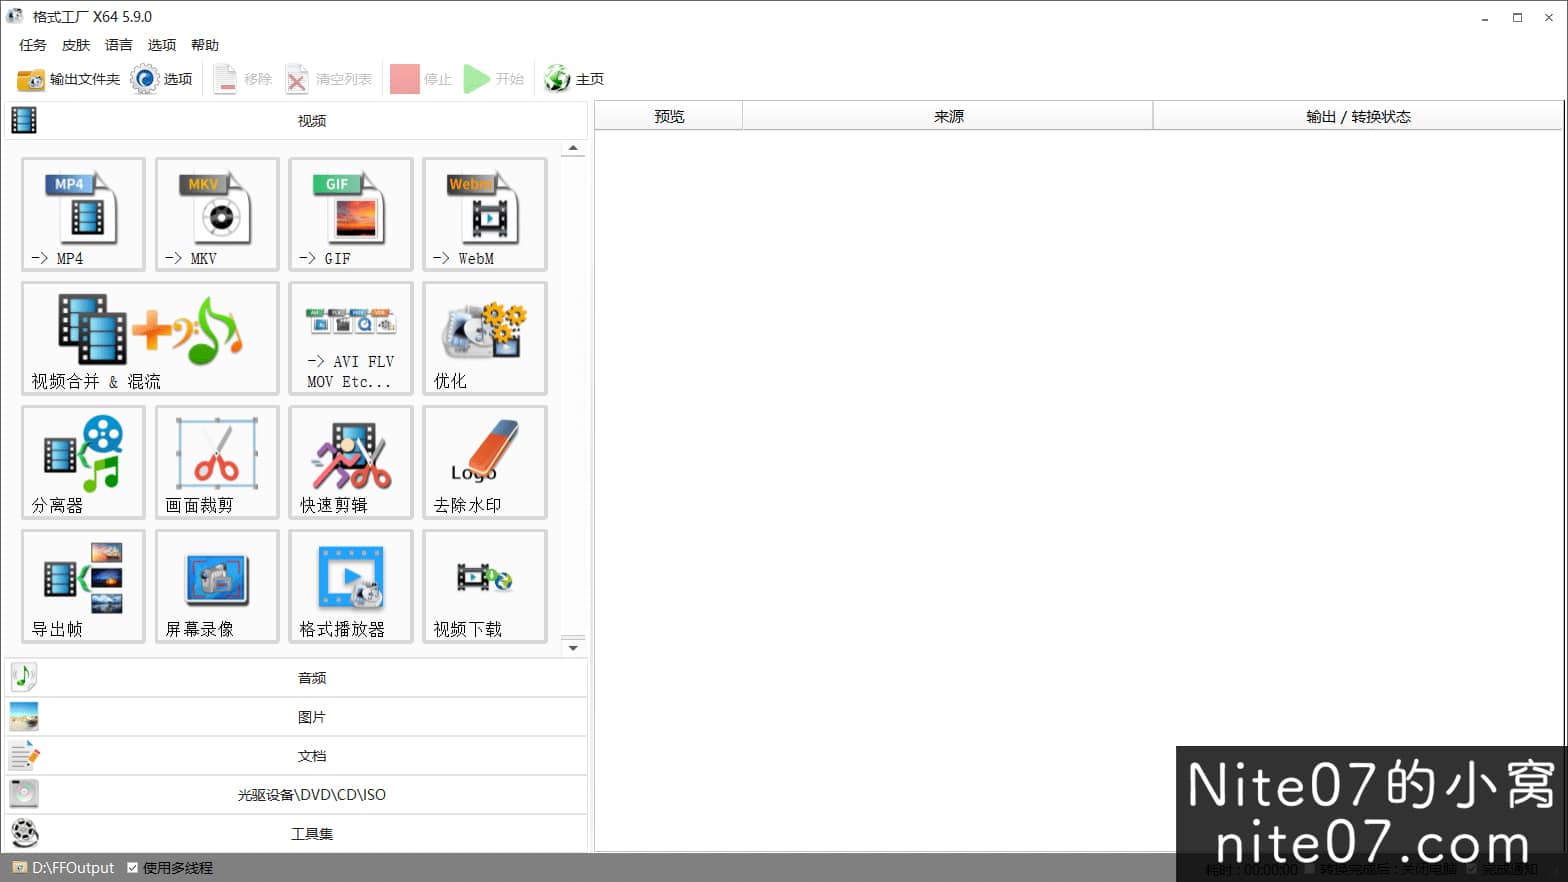 格式工厂 X64 5.9.0
任务 皮肤 语言 选项 帮助
输出文件夹 选项 移除 清空列表 停止 开始 主页
视频
预览 来源 输出 / 转换状态
MP4 MKV GIF WebM
-> MP4 -> MKV -> GIF -> WebM
视频合并 & 混流
-> AVI FLV
MOV Etc...
优化
Logo
分离器 画面裁剪 快速剪辑 去除水印
导出帧 屏幕录像 格式播放器 视频下载
音频
图片
文档
光驱设备\DVD\CD\ISO
工具集
Nite07的小窝
nite07.com
D:\FFOutput 使用多线程 耗时 : 00:00:00 转换完成后 : 关闭电脑 完成通知